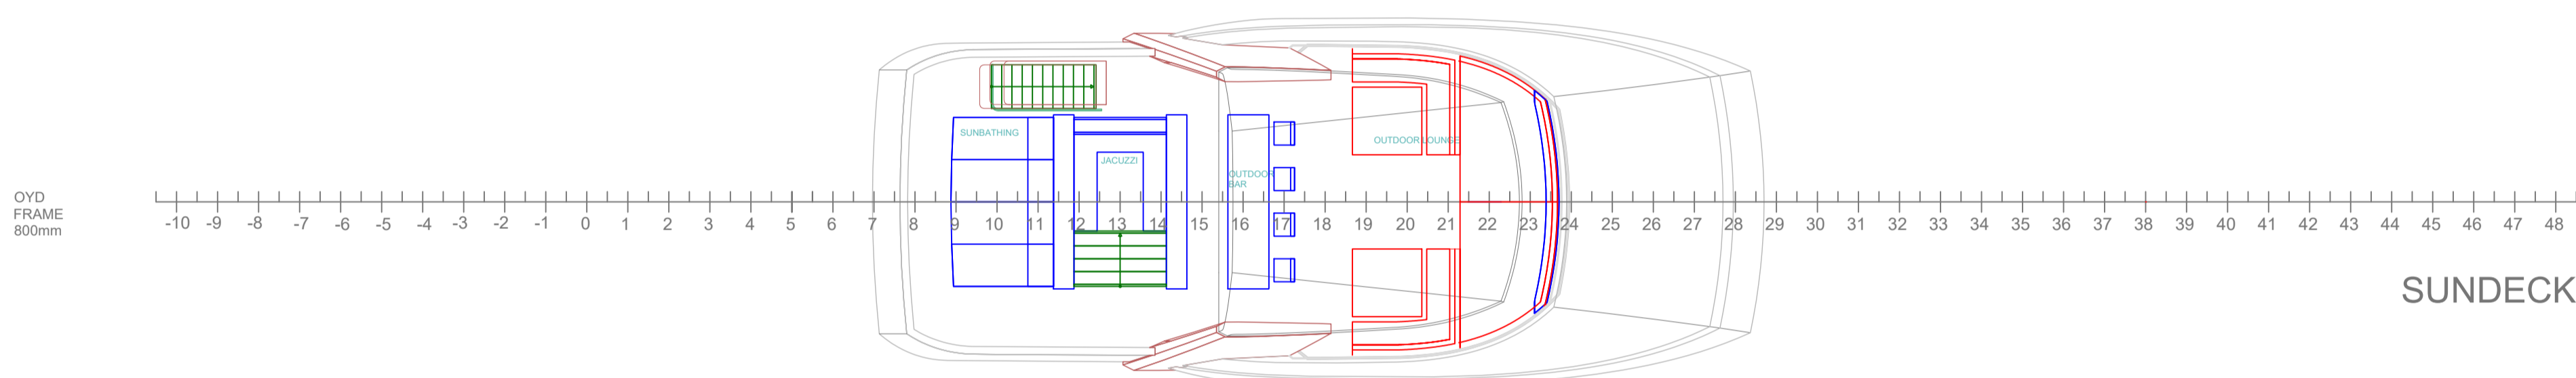 SUNBATHING
JACUZZI
OUTDOOR LOUNGE
OUTDOOR
BAR
OYD
FRAME
800mm
-10 -9 -8 -7 -6 -5 -4 -3 -2 -1 0 1 2 3 4 5 6 7 8 9 10 11 12 13 14 15 16 17 18 19 20 21 22 23 24 25 26 27 28 29 30 31 32 33 34 35 36 37 38 39 40 41 42 43 44 45 46 47 48
SUNDECK